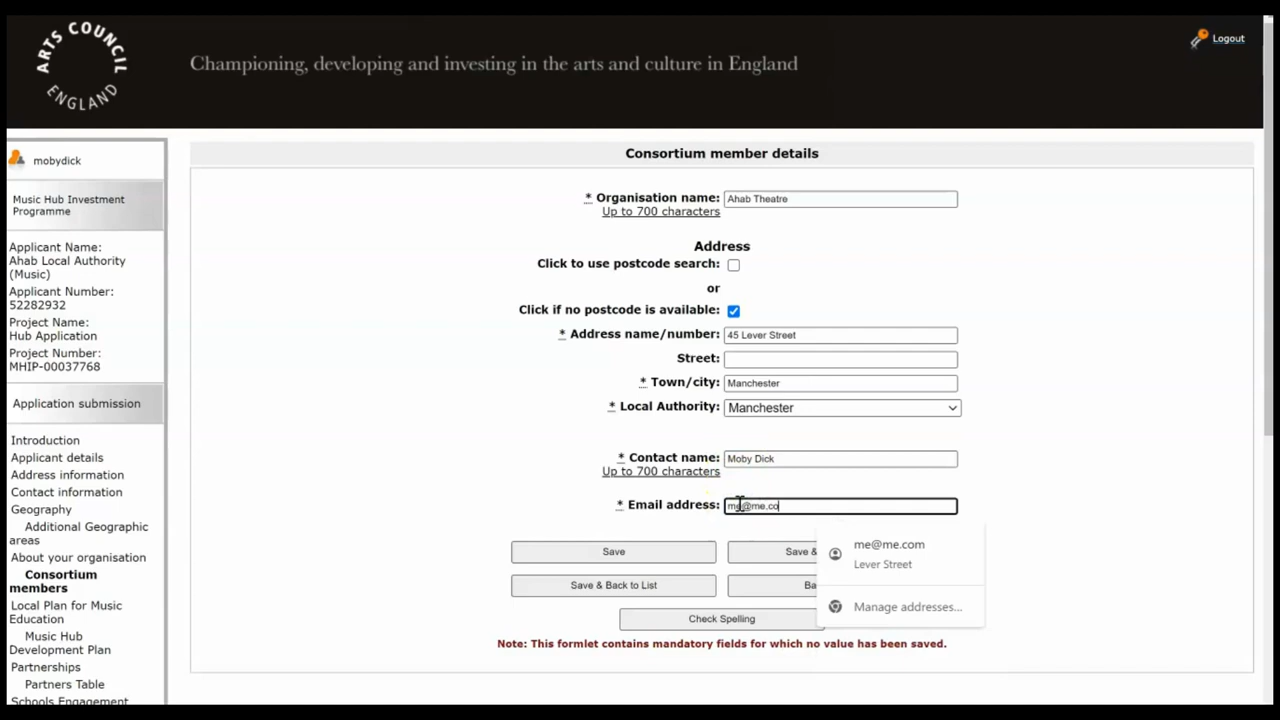 ARTS COUNCIL
ENGLAND
Championing, developing and investing in the arts and culture in England
Logout
mobydick
Music Hub Investment
Programme
Applicant Name:
Ahab Local Authority
(Music)
Applicant Number:
52282932
Project Name:
Hub Application
Project Number:
MHIP-00037768
Application submission
Introduction
Applicant details
Address information
Contact information
Geography
Additional Geographic
areas
About your organisation
Consortium
members
Local Plan for Music
Education
Music Hub
Development Plan
Partnerships
Partners Table
Schools Engagement
Consortium member details
* Organisation name: Ahab Theatre
Up to 700 characters
Address
Click to use postcode search:
or
Click if no postcode is available:
* Address name/number: 45 Lever Street
Street:
* Town/city: Manchester
* Local Authority: Manchester
* Contact name: Moby Dick
Up to 700 characters
* Email address: me@me.co
me@me.com
Lever Street
Manage addresses...
Save
Save &
Save & Back to List
Ba
Check Spelling
Note: This formlet contains mandatory fields for which no value has been saved.